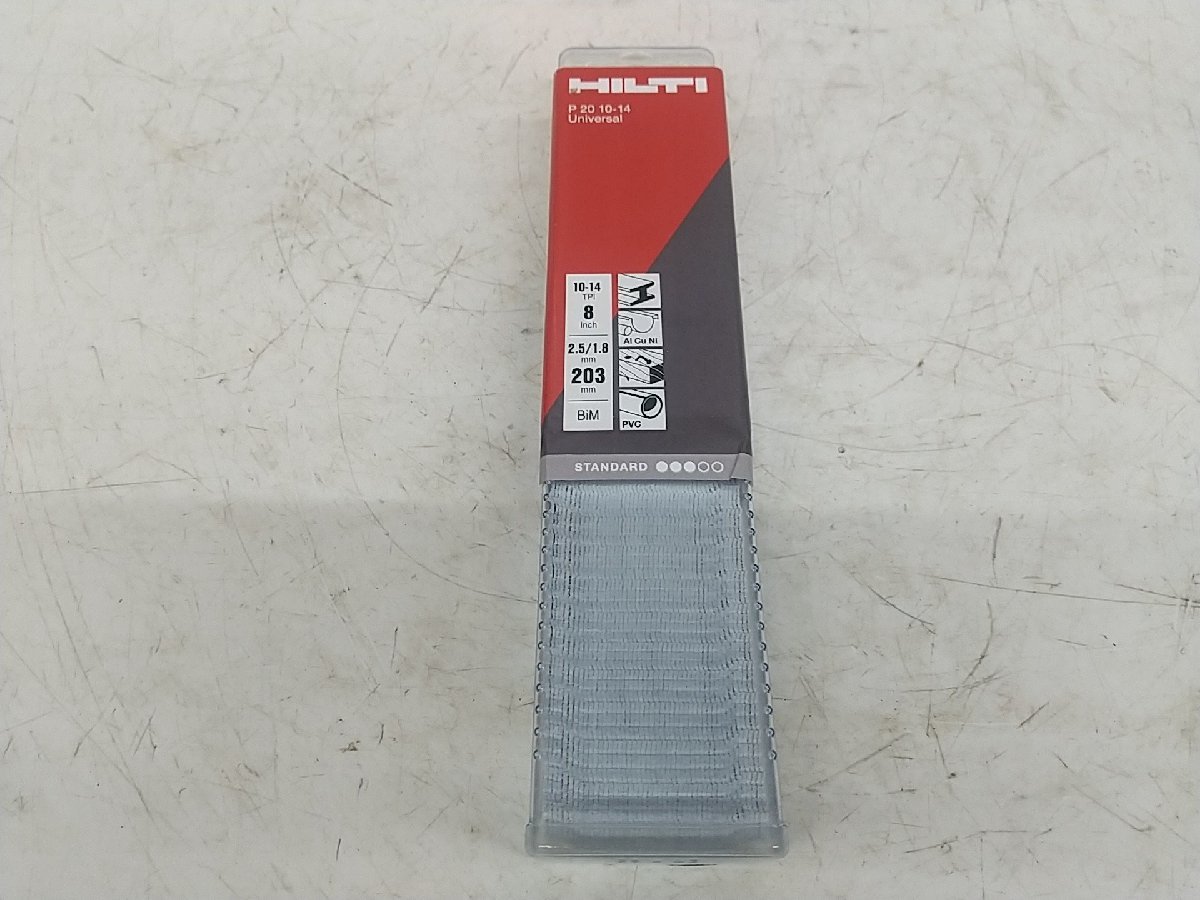 HILTI
P 20 10-14
Universal
10-14
TPI
8
Inch
2.5/1.8
mm
203
mm
BiM
Al Cu Ni
PVC
STANDARD